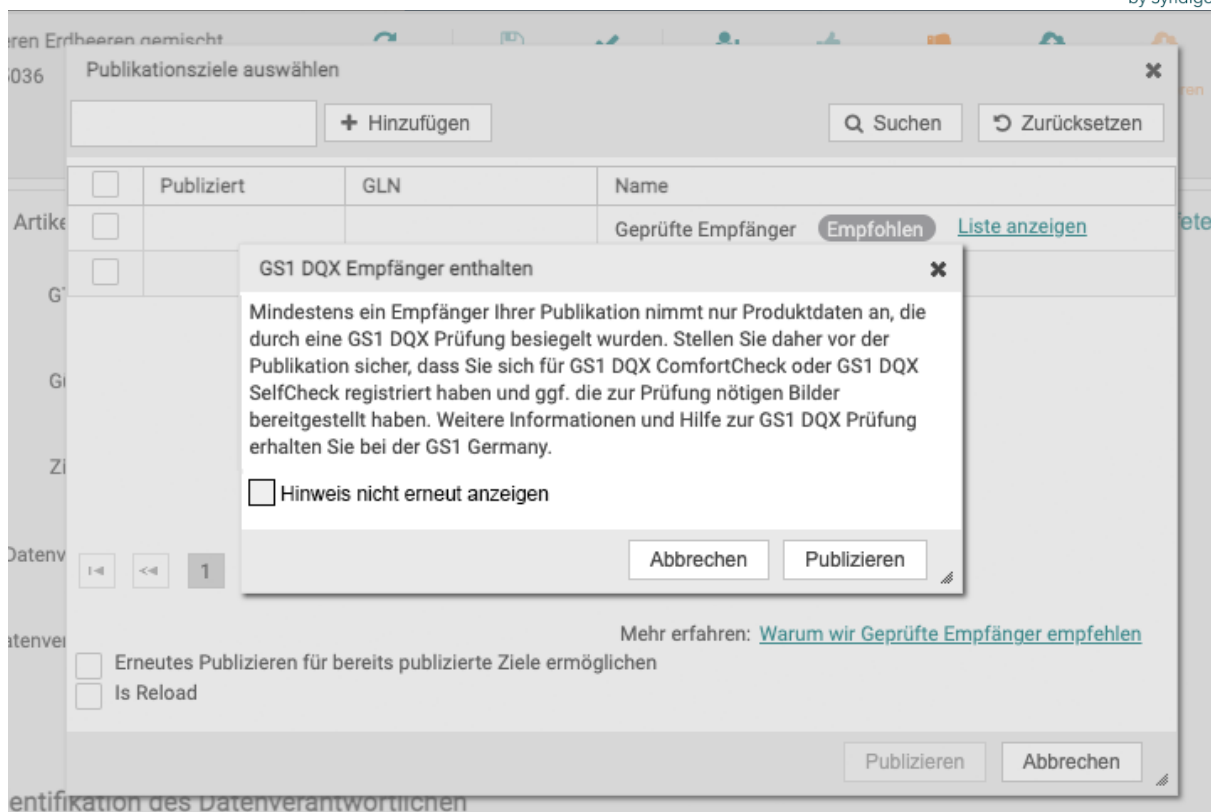 by syndigo
eren Erdbeeren gemischt
5036
Publikationsziele auswählen
ren
+ Hinzufügen
Suchen
Zurücksetzen
Publiziert GLN Name
Artike
Geprüfte Empfänger Empfohlen Liste anzeigen
fete
GS1 DQX Empfänger enthalten
Mindestens ein Empfänger Ihrer Publikation nimmt nur Produktdaten an, die
durch eine GS1 DQX Prüfung besiegelt wurden. Stellen Sie daher vor der
Publikation sicher, dass Sie sich für GS1 DQX ComfortCheck oder GS1 DQX
SelfCheck registriert haben und ggf. die zur Prüfung nötigen Bilder
bereitgestellt haben. Weitere Informationen und Hilfe zur GS1 DQX Prüfung
erhalten Sie bei der GS1 Germany.
Zi
Hinweis nicht erneut anzeigen
Datenv
1
Abbrechen Publizieren
atenver
Mehr erfahren: Warum wir Geprüfte Empfänger empfehlen
Erneutes Publizieren für bereits publizierte Ziele ermöglichen
Is Reload
Publizieren Abbrechen
entifikation des Datenverantwortlichen